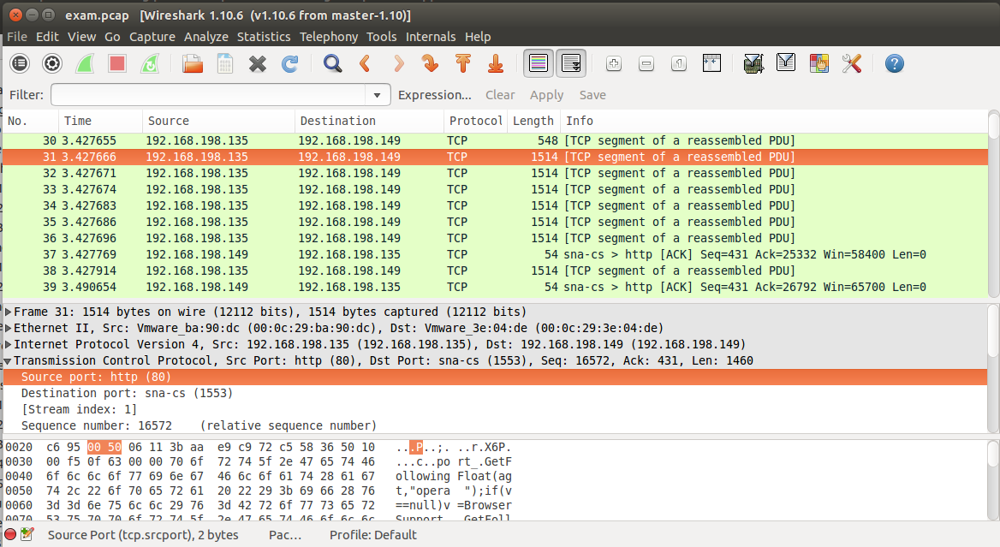 exam.pcap   [Wireshark 1.10.6  (v1.10.6 from master-1.10)]
File Edit View Go Capture Analyze Statistics Telephony Tools Internals Help
Filter: Expression... Clear Apply Save
No. Time Source Destination Protocol Length Info
30 3.427655 192.168.198.135 192.168.198.149 TCP 548 [TCP segment of a reassembled PDU]
31 3.427666 192.168.198.135 192.168.198.149 TCP 1514 [TCP segment of a reassembled PDU]
32 3.427671 192.168.198.135 192.168.198.149 TCP 1514 [TCP segment of a reassembled PDU]
33 3.427674 192.168.198.135 192.168.198.149 TCP 1514 [TCP segment of a reassembled PDU]
34 3.427683 192.168.198.135 192.168.198.149 TCP 1514 [TCP segment of a reassembled PDU]
35 3.427686 192.168.198.135 192.168.198.149 TCP 1514 [TCP segment of a reassembled PDU]
36 3.427696 192.168.198.135 192.168.198.149 TCP 1514 [TCP segment of a reassembled PDU]
37 3.427769 192.168.198.149 192.168.198.135 TCP 54 sna-cs > http [ACK] Seq=431 Ack=25332 Win=58400 Len=0
38 3.427914 192.168.198.135 192.168.198.149 TCP 1514 [TCP segment of a reassembled PDU]
39 3.490654 192.168.198.149 192.168.198.135 TCP 54 sna-cs > http [ACK] Seq=431 Ack=26792 Win=65700 Len=0
Frame 31: 1514 bytes on wire (12112 bits), 1514 bytes captured (12112 bits)
Ethernet II, Src: Vmware_ba:90:dc (00:0c:29:ba:90:dc), Dst: Vmware_3e:04:de (00:0c:29:3e:04:de)
Internet Protocol Version 4, Src: 192.168.198.135 (192.168.198.135), Dst: 192.168.198.149 (192.168.198.149)
Transmission Control Protocol, Src Port: http (80), Dst Port: sna-cs (1553), Seq: 16572, Ack: 431, Len: 1460
Source port: http (80)
Destination port: sna-cs (1553)
[Stream index: 1]
Sequence number: 16572    (relative sequence number)
0020  c6 95 00 50 06 11 3b aa  e9 c9 72 c5 58 36 50 10   ...P..;. ..r.X6P.
0030  00 f5 0f 63 00 00 70 6f  72 74 5f 2e 47 65 74 46   ...c..po rt_.GetF
0040  6f 6c 6c 6f 77 69 6e 67  46 6c 6f 61 74 28 61 67   ollowing Float(ag
0050  74 2c 22 6f 70 65 72 61  20 22 29 3b 69 66 28 76   t,"opera  ");if(v
0060  3d 3d 6e 75 6c 6c 29 76  3d 42 72 6f 77 73 65 72   ==null)v =Browser
0070  53 75 70 70 6f 72 74 5f  2e 47 65 74 46 6f 6c 6c   Support_ .GetFoll
Source Port (tcp.srcport), 2 bytes Pac… Profile: Default